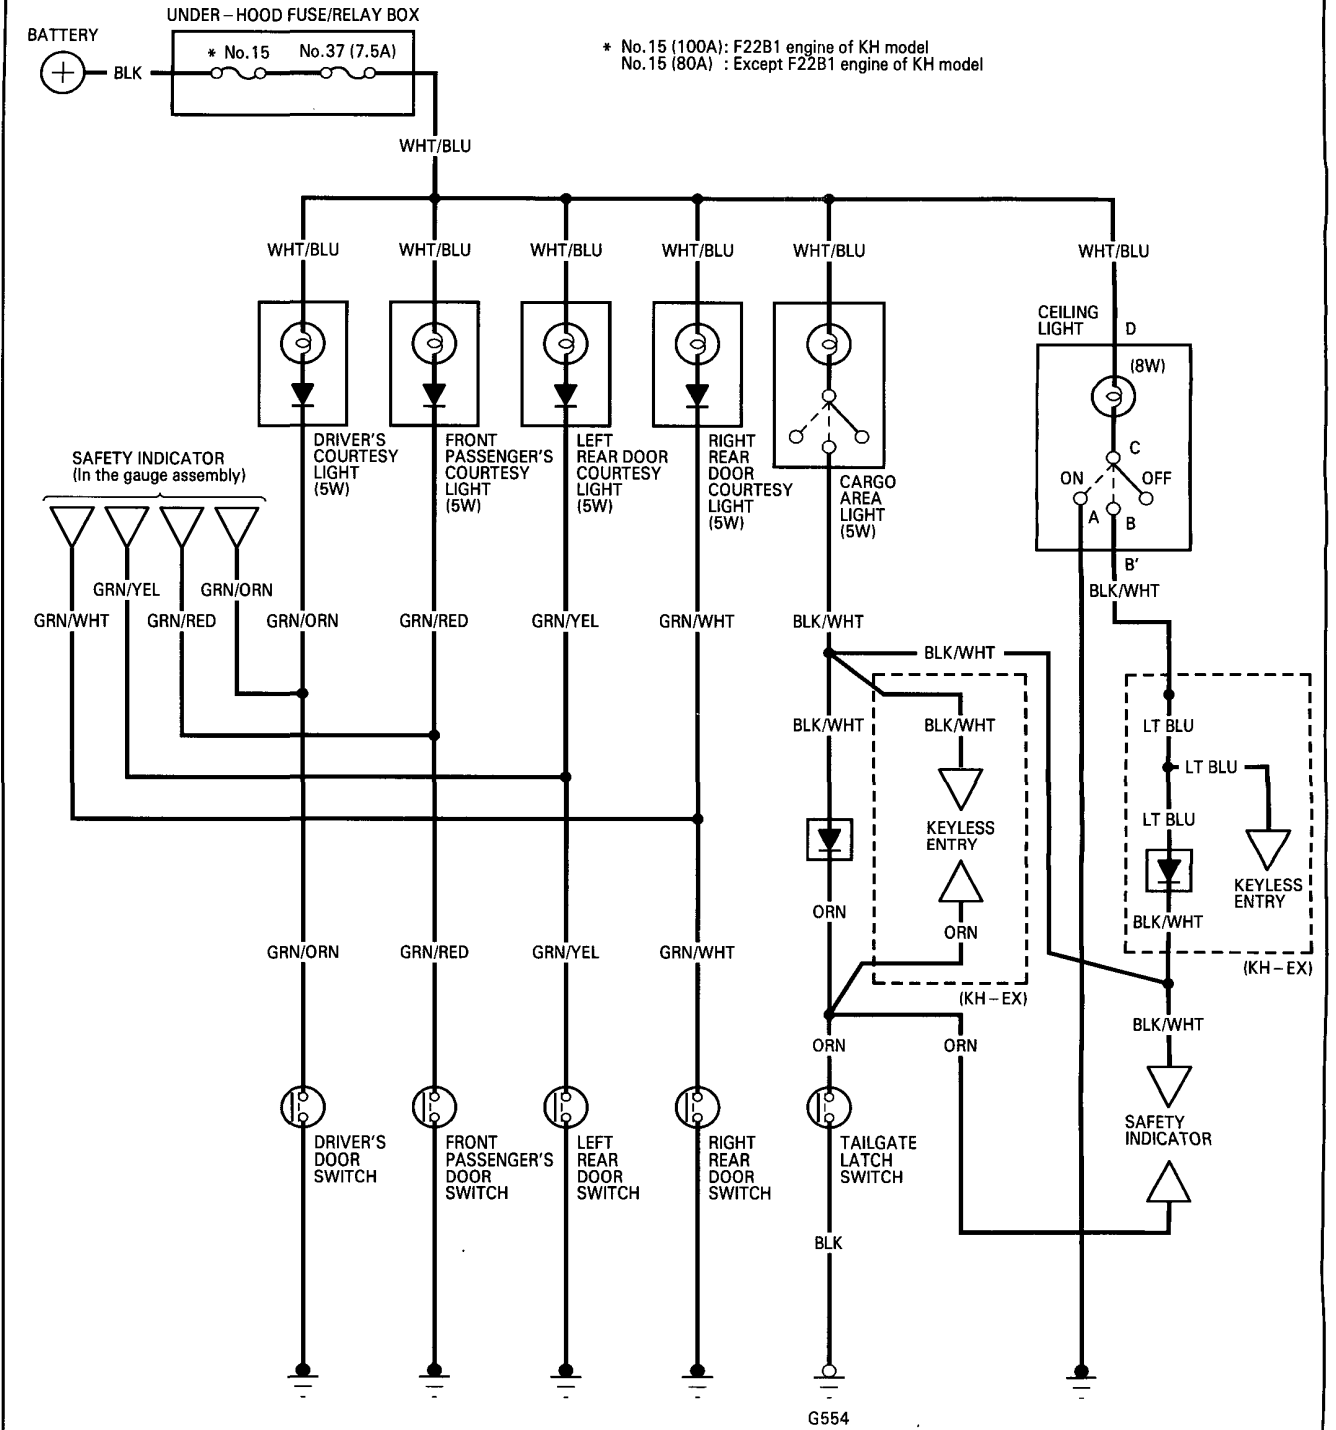 UNDER–HOOD FUSE/RELAY BOX
BATTERY
* No.15
No.37 (7.5A)
BLK
* No.15 (100A): F22B1 engine of KH model
No.15 (80A) : Except F22B1 engine of KH model
WHT/BLU
WHT/BLU
WHT/BLU
WHT/BLU
WHT/BLU
WHT/BLU
WHT/BLU
CEILING
LIGHT
D
(8W)
C
ON
OFF
A
B
B'
BLK/WHT
DRIVER'S
COURTESY
LIGHT
(5W)
FRONT
PASSENGER'S
COURTESY
LIGHT
(5W)
LEFT
REAR DOOR
COURTESY
LIGHT
(5W)
RIGHT
REAR
DOOR
COURTESY
LIGHT
(5W)
CARGO
AREA
LIGHT
(5W)
SAFETY INDICATOR
(In the gauge assembly)
GRN/YEL
GRN/ORN
GRN/WHT
GRN/RED
GRN/ORN
GRN/RED
GRN/YEL
GRN/WHT
BLK/WHT
BLK/WHT
BLK/WHT
BLK/WHT
LT BLU
LT BLU
LT BLU
KEYLESS
ENTRY
KEYLESS
ENTRY
ORN
ORN
BLK/WHT
(KH–EX)
(KH–EX)
GRN/ORN
GRN/RED
GRN/YEL
GRN/WHT
ORN
ORN
BLK/WHT
SAFETY
INDICATOR
DRIVER'S
DOOR
SWITCH
FRONT
PASSENGER'S
DOOR
SWITCH
LEFT
REAR
DOOR
SWITCH
RIGHT
REAR
DOOR
SWITCH
TAILGATE
LATCH
SWITCH
BLK
G554